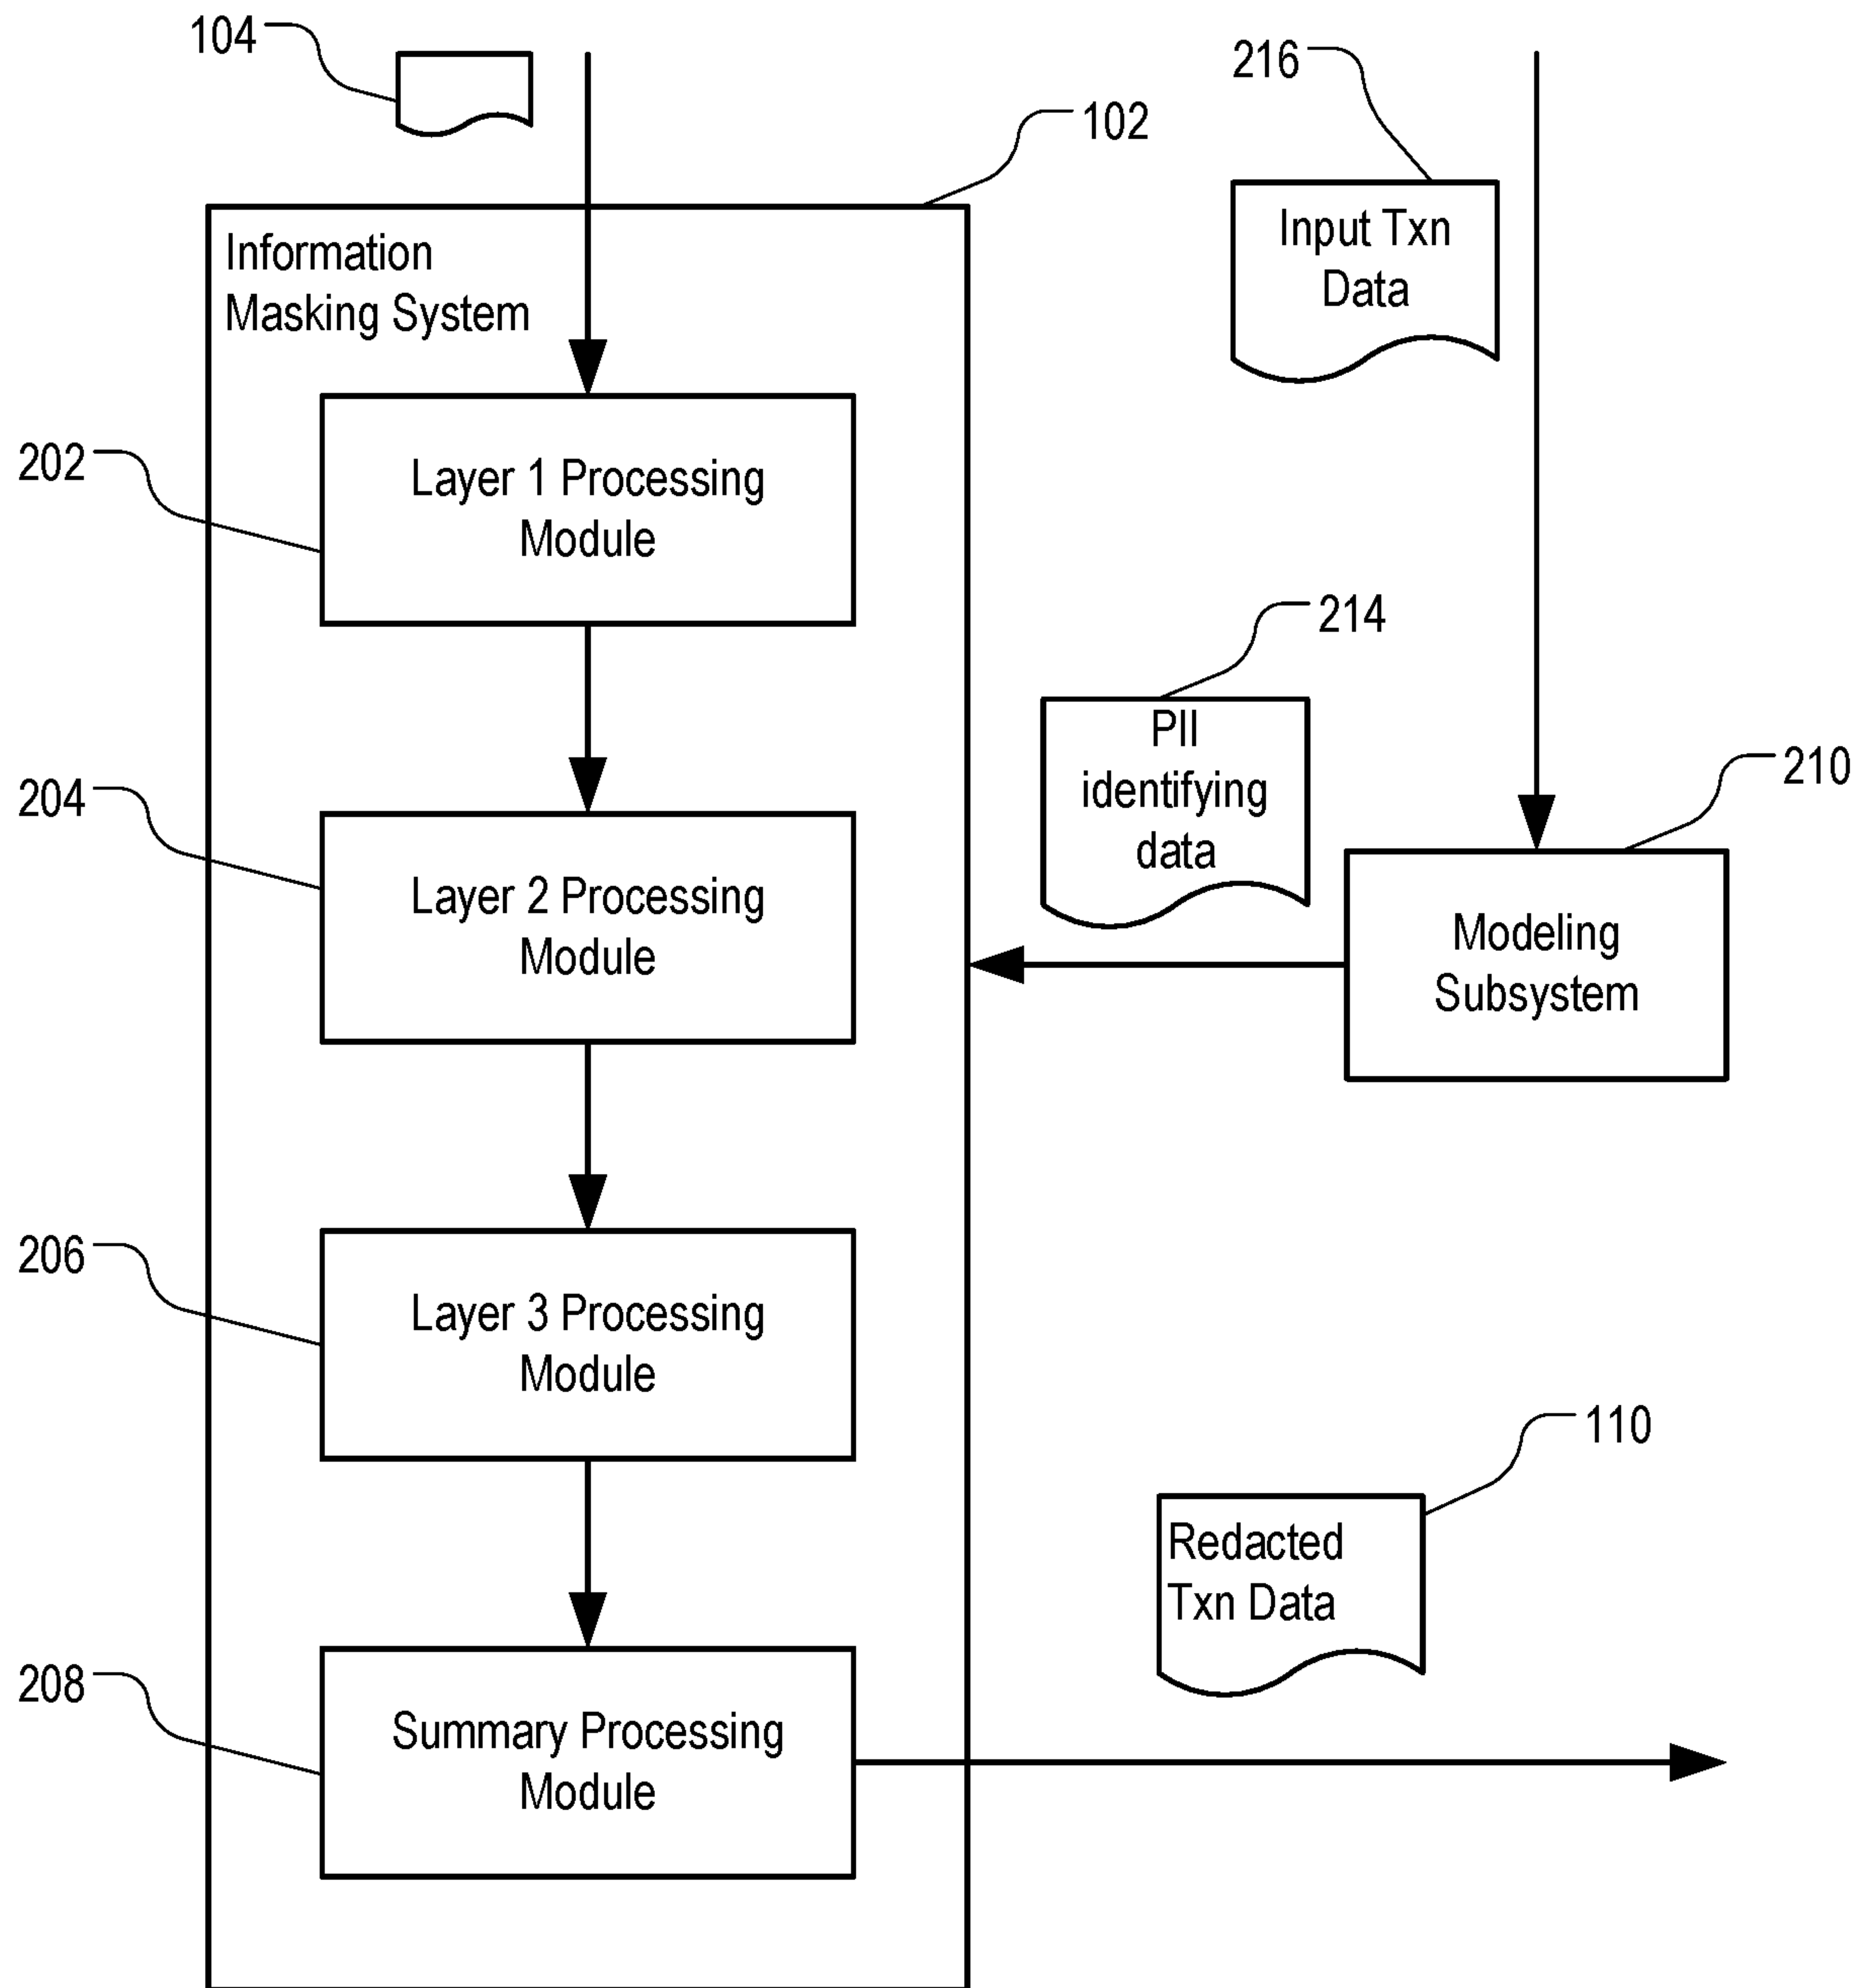 104
216
102
Information
Masking System
Input Txn
Data
202
Layer 1 Processing
Module
214
PII
identifying
data
210
204
Layer 2 Processing
Module
Modeling
Subsystem
206
Layer 3 Processing
Module
110
Redacted
Txn Data
208
Summary Processing
Module